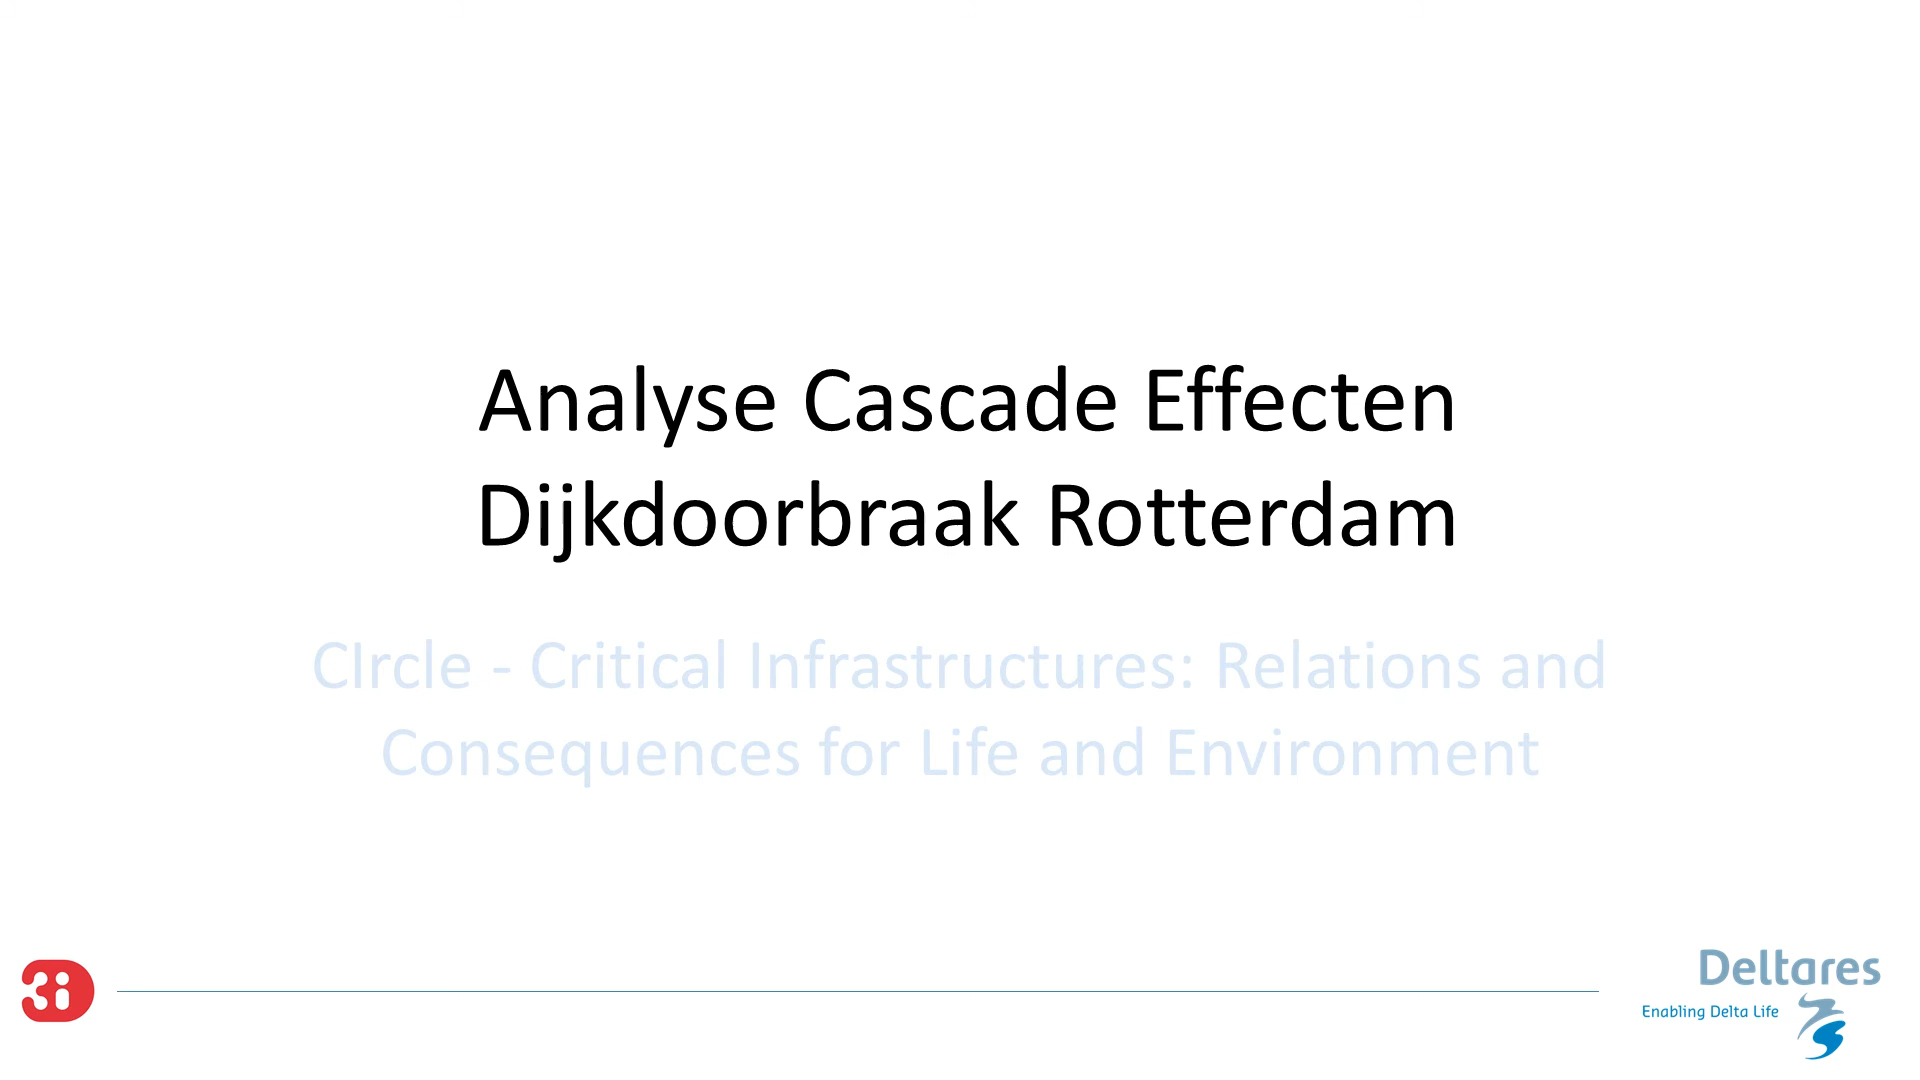 Analyse Cascade Effecten
Dijkdoorbraak Rotterdam
CIrcle - Critical Infrastructures: Relations and
Consequences for Life and Environment
3i
Deltares
Enabling Delta Life